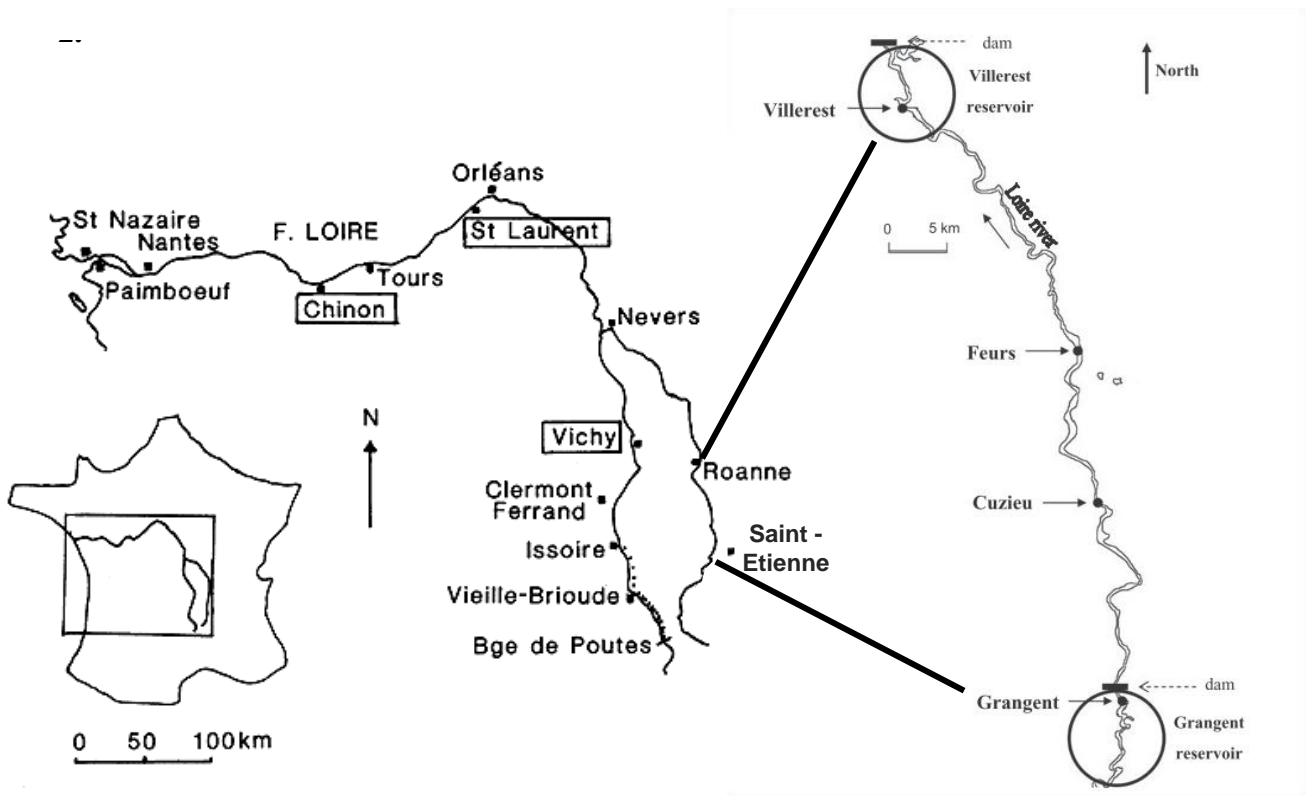 dam
North
Villerest
reservoir
Villerest
Loire river
0 5 km
Feurs
Cuzieu
dam
Grangent
Grangent
reservoir
Orléans
St Nazaire
Nantes
F. LOIRE
St Laurent
Paimboeuf
Tours
Chinon
Nevers
Vichy
Roanne
Clermont
Ferrand
Saint -
Etienne
Issoire
Vieille-Brioude
Bge de Poutes
N
0 50 100km